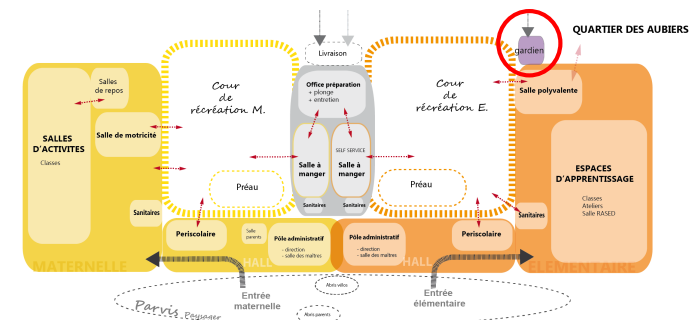 QUARTIER DES AUBIERS
gardien
Livraison
Salles
de repos
Cour
de
récréation M.
Office préparation
+ plonge
+ entretien
Cour
de
récréation E.
Salle polyvalente
SALLES
D'ACTIVITES
Classes
Salle de motricité
SELF SERVICE
Salle à
manger
Salle à
manger
ESPACES
D'APPRENTISSAGE
Classes
Ateliers
Salle RASED
Préau
Préau
Sanitaires
Sanitaires
Sanitaires
Sanitaires
Periscolaire
Salle
parents
Pôle administratif
- direction
- salle des maîtres
Pôle administratif
- direction
- salle des maîtres
Periscolaire
MATERNELLE
HALL
HALL
ELEMENTAIRE
Abris vélos
Entrée
maternelle
Entrée
élémentaire
Parvis Paysager
Abris parents